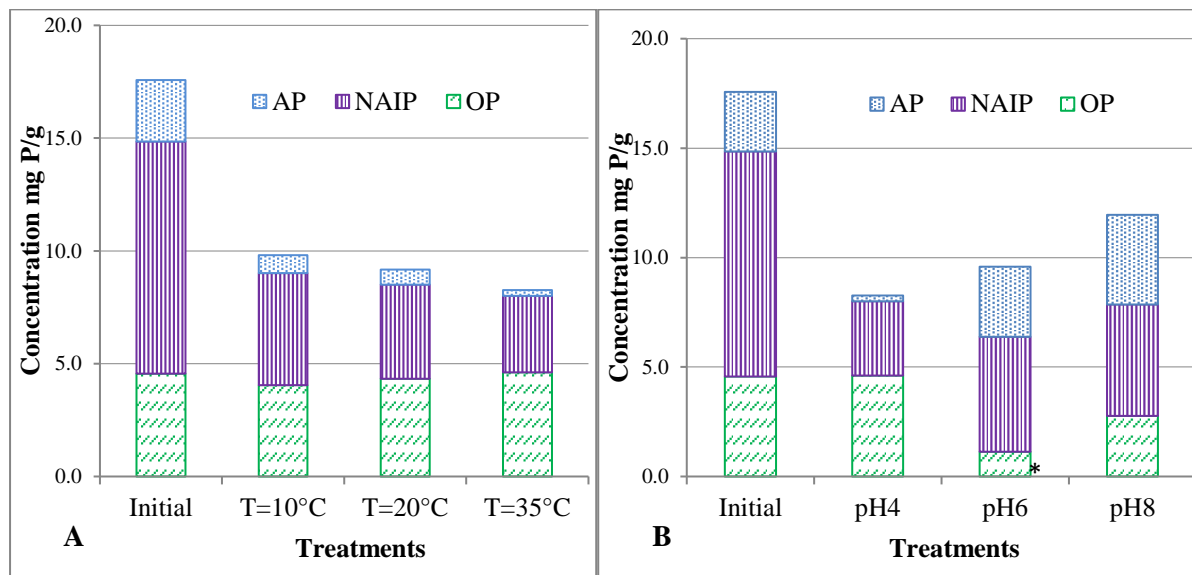 20.0
15.0
10.0
5.0
0.0
Concentration mg P/g
AP NAIP OP
Initial T=10°C T=20°C T=35°C
A
Treatments
20.0
15.0
10.0
5.0
0.0
Concentration mg P/g
AP NAIP OP
*
Initial pH4 pH6 pH8
B
Treatments